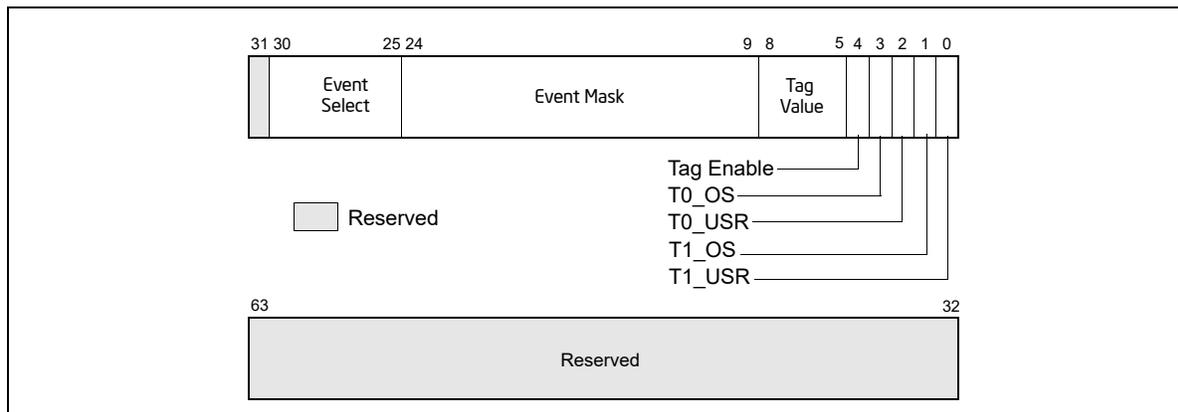 31 30 25 24 9 8 5 4 3 2 1 0
Event
Select
Event Mask
Tag
Value
Tag Enable
T0_OS
T0_USR
T1_OS
T1_USR
Reserved
63 32
Reserved